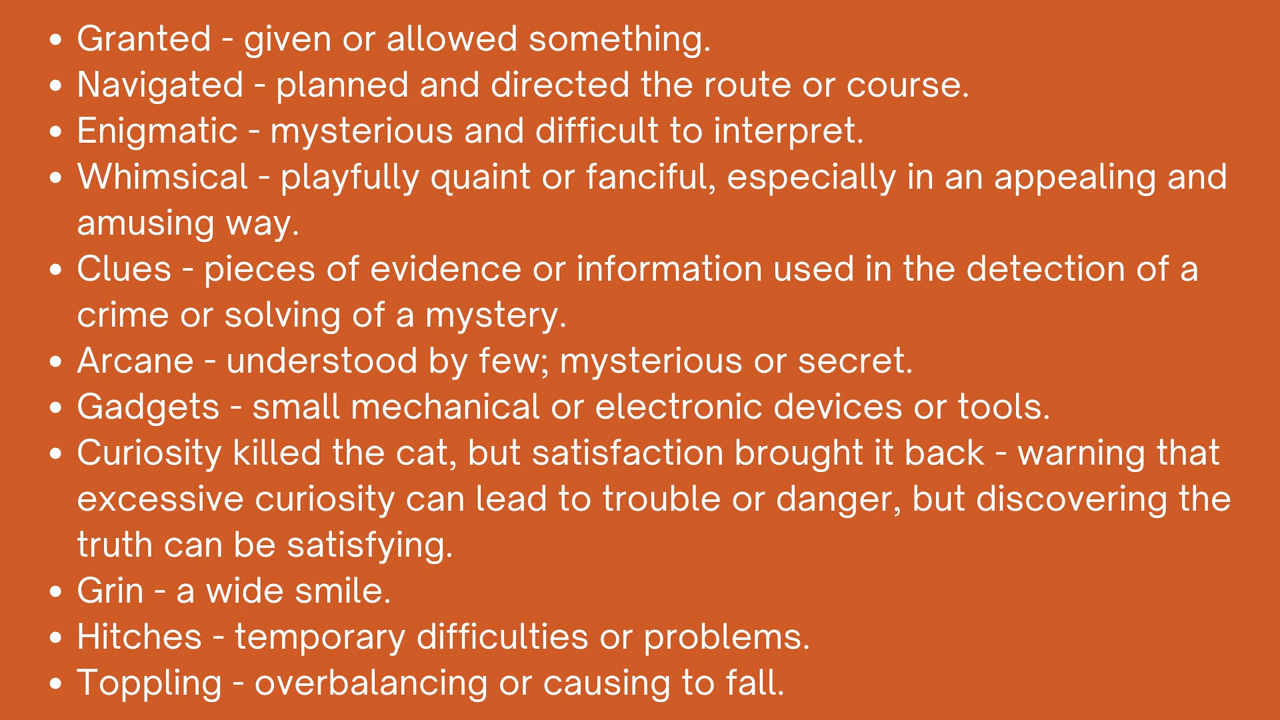 • Granted - given or allowed something.
• Navigated - planned and directed the route or course.
• Enigmatic - mysterious and difficult to interpret.
• Whimsical - playfully quaint or fanciful, especially in an appealing and
amusing way.
• Clues - pieces of evidence or information used in the detection of a
crime or solving of a mystery.
• Arcane - understood by few; mysterious or secret.
• Gadgets - small mechanical or electronic devices or tools.
• Curiosity killed the cat, but satisfaction brought it back - warning that
excessive curiosity can lead to trouble or danger, but discovering the
truth can be satisfying.
• Grin - a wide smile.
• Hitches - temporary difficulties or problems.
• Toppling - overbalancing or causing to fall.